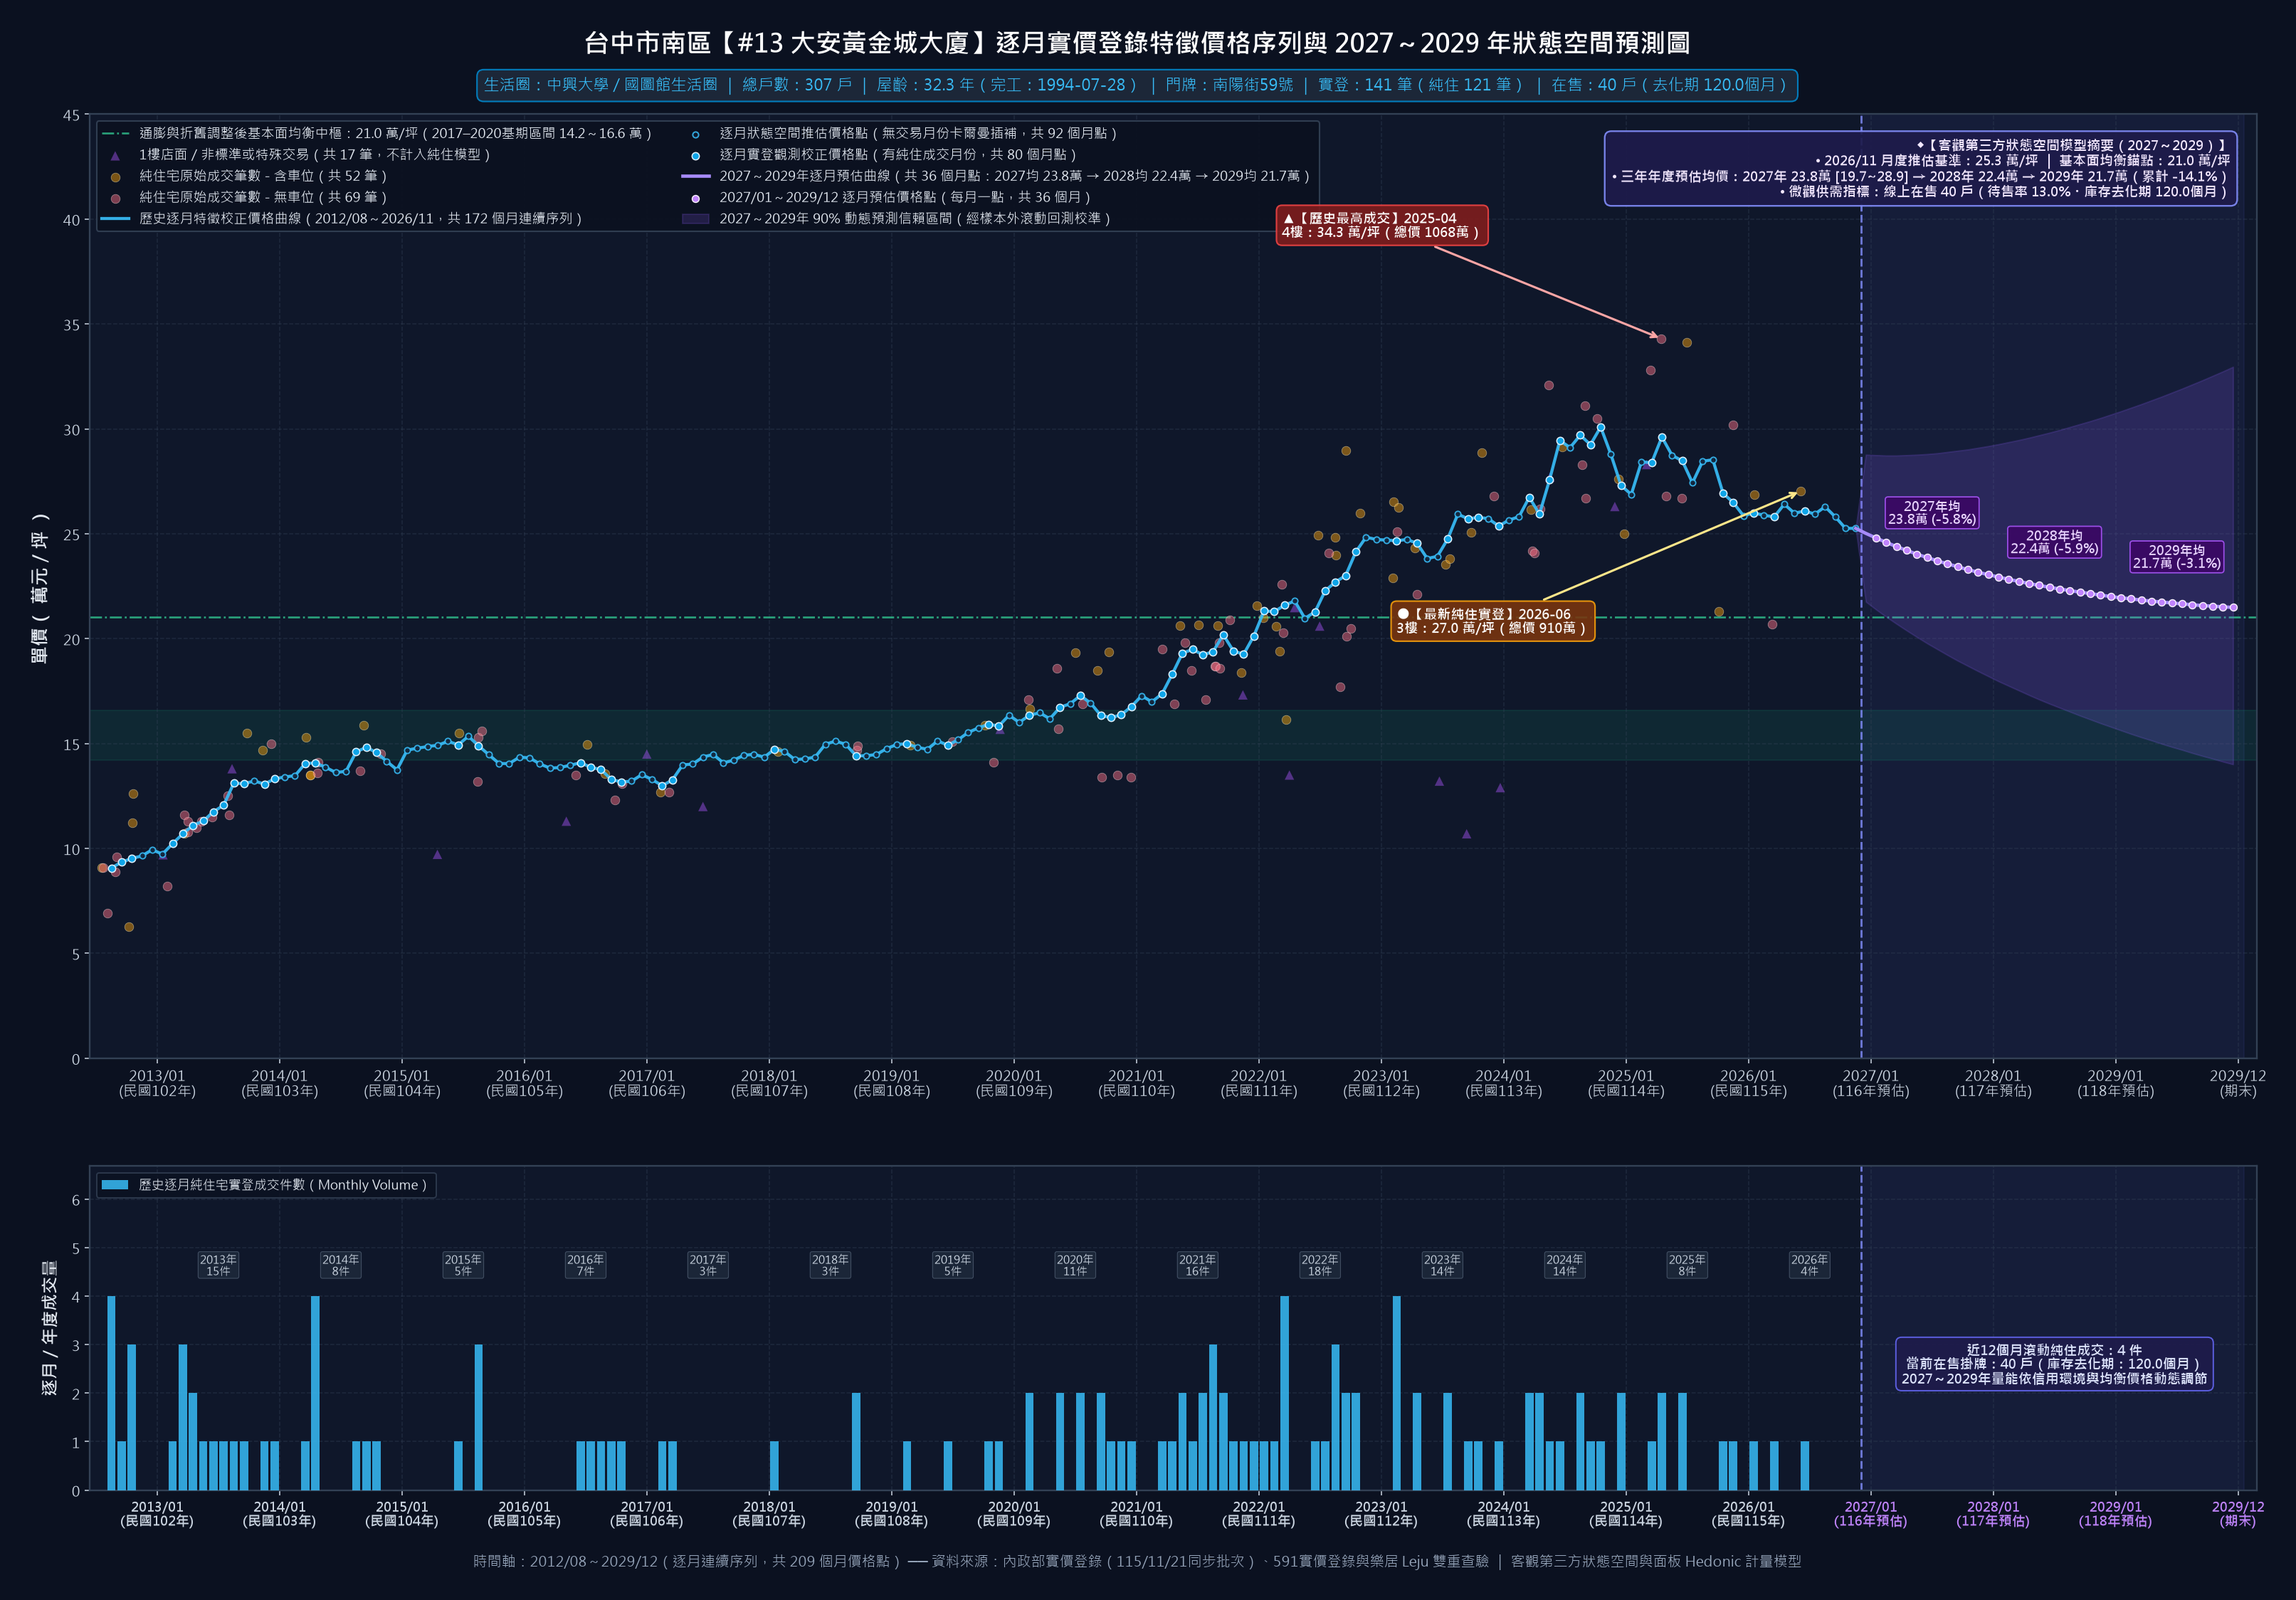 台中市南區【#13 大安黃金城大廈】逐月實價登錄特徵價格序列與 2027～2029 年狀態空間預測圖
生活圈：中興大學 / 國圖館生活圈 ｜ 總戶數：307 戶 ｜ 屋齡：32.3 年（完工：1994-07-28） ｜ 門牌：南陽街59號 ｜ 實登：141 筆（純住 121 筆） ｜ 在售：40 戶（去化期 120.0個月）
通膨與折舊調整後基本面均衡中樞：21.0 萬/坪（2017–2020基期區間 14.2～16.6 萬）
1樓店面 / 非標準或特殊交易（共 17 筆，不計入純住模型）
純住宅原始成交筆數 - 含車位（共 52 筆）
純住宅原始成交筆數 - 無車位（共 69 筆）
歷史逐月特徵校正價格曲線（2012/08～2026/11，共 172 個月連續序列）
逐月狀態空間推估價格點（無交易月份卡爾曼插補，共 92 個月點）
逐月實登觀測校正價格點（有純住成交月份，共 80 個月點）
2027～2029年逐月預估曲線（共 36 個月點：2027均 23.8萬 → 2028均 22.4萬 → 2029均 21.7萬）
2027/01～2029/12 逐月預估價格點（每月一點，共 36 個月）
2027～2029年 90% 動態預測信賴區間（經樣本外滾動回測校準）
◆【客觀第三方狀態空間模型摘要（2027～2029）】
• 2026/11 月度推估基準：25.3 萬/坪 ｜ 基本面均衡錨點：21.0 萬/坪
• 三年年度預估均價：2027年 23.8萬 [19.7~28.9] → 2028年 22.4萬 → 2029年 21.7萬（累計 -14.1%）
• 微觀供需指標：線上在售 40 戶（待售率 13.0%．庫存去化期 120.0個月）
▲【歷史最高成交】2025-04
4樓：34.3 萬/坪（總價 1068萬）
●【最新純住實登】2026-06
3樓：27.0 萬/坪（總價 910萬）
2027年均
23.8萬 (-5.8%)
2028年均
22.4萬 (-5.9%)
2029年均
21.7萬 (-3.1%)
單價（ 萬元 / 坪 ）
45
40
35
30
25
20
15
10
5
0
2013/01
(民國102年)
2014/01
(民國103年)
2015/01
(民國104年)
2016/01
(民國105年)
2017/01
(民國106年)
2018/01
(民國107年)
2019/01
(民國108年)
2020/01
(民國109年)
2021/01
(民國110年)
2022/01
(民國111年)
2023/01
(民國112年)
2024/01
(民國113年)
2025/01
(民國114年)
2026/01
(民國115年)
2027/01
(116年預估)
2028/01
(117年預估)
2029/01
(118年預估)
2029/12
(期末)
歷史逐月純住宅實登成交件數（Monthly Volume）
逐月 / 年度成交量
6
5
4
3
2
1
0
2013年
15件
2014年
8件
2015年
5件
2016年
7件
2017年
3件
2018年
3件
2019年
5件
2020年
11件
2021年
16件
2022年
18件
2023年
14件
2024年
14件
2025年
8件
2026年
4件
近12個月滾動純住成交：4 件
當前在售掛牌：40 戶（庫存去化期：120.0個月）
2027～2029年量能依信用環境與均衡價格動態調節
2013/01
(民國102年)
2014/01
(民國103年)
2015/01
(民國104年)
2016/01
(民國105年)
2017/01
(民國106年)
2018/01
(民國107年)
2019/01
(民國108年)
2020/01
(民國109年)
2021/01
(民國110年)
2022/01
(民國111年)
2023/01
(民國112年)
2024/01
(民國113年)
2025/01
(民國114年)
2026/01
(民國115年)
2027/01
(116年預估)
2028/01
(117年預估)
2029/01
(118年預估)
2029/12
(期末)
時間軸：2012/08～2029/12（逐月連續序列，共 209 個月價格點） ── 資料來源：內政部實價登錄（115/11/21同步批次）、591實價登錄與樂居 Leju 雙重查驗 ｜ 客觀第三方狀態空間與面板 Hedonic 計量模型